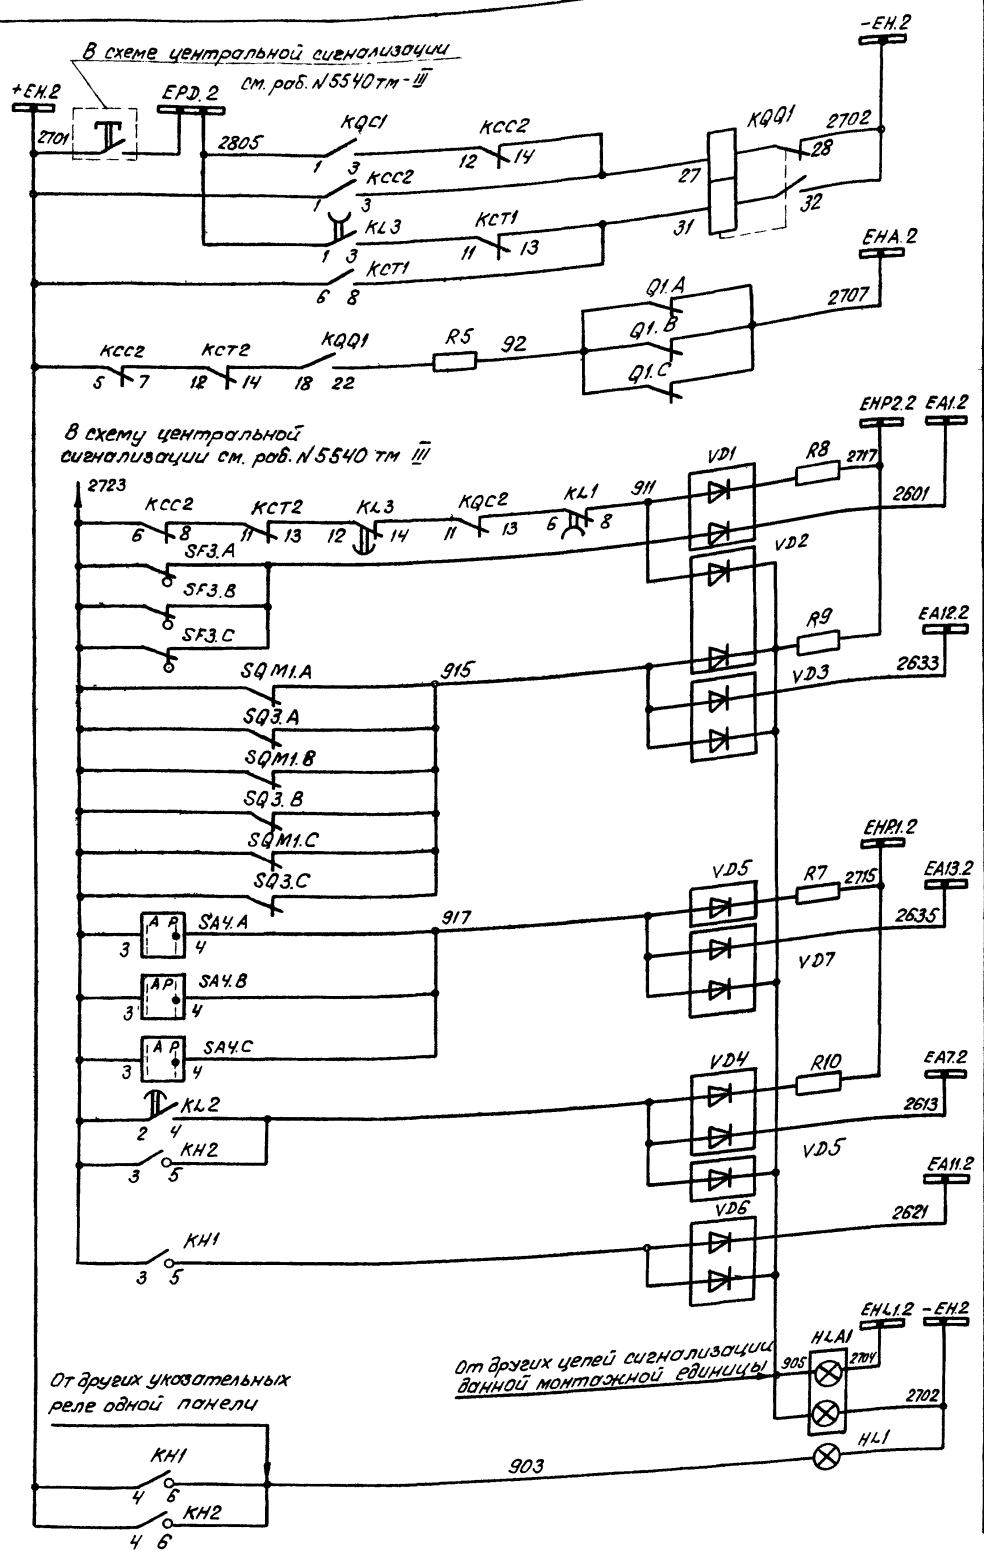 В схеме центральной сигнализации
см. раб. N 5540 тм-III
-EH.2
+EH.2
EPD.2
2701
2805
KQC1
1 3
KCC2
12 14
KQQ1
2702
28
27
KCC2
1 3
32
31
KL3
1 3
KCT1
11 13
KCT1
6 8
EHA.2
2707
Q1.A
Q1.B
Q1.C
KCC2
5 7
KCT2
12 14
KQQ1
18 22
R5
92
В схему центральной
сигнализации см. раб. N 5540 тм III
EHP2.2
EA1.2
2723
KCC2
6 8
KCT2
11 13
KL3
12 14
KQC2
11 13
KL1
6 8
911
VD1
R8
2717
2601
SF3.A
SF3.B
SF3.C
VD2
R9
EA12.2
SQM1.A
915
VD3
2633
SQ3.A
SQM1.B
SQ3.B
SQM1.C
SQ3.C
EHP1.2
VD5
R7
2715
EA13.2
A P
SA4.A
3 4
917
2635
VD7
A P
SA4.B
3 4
A P
SA4.C
3 4
VD4
R10
EA7.2
KL2
2 4
2613
KH2
3 5
VD5
EA11.2
VD6
2621
KH1
3 5
EHL1.2
-EH.2
HLA1
От других цепей сигнализации
данной монтажной единицы
905
2704
От других указательных
реле одной панели
2702
HL1
903
KH1
4 6
KH2
4 6